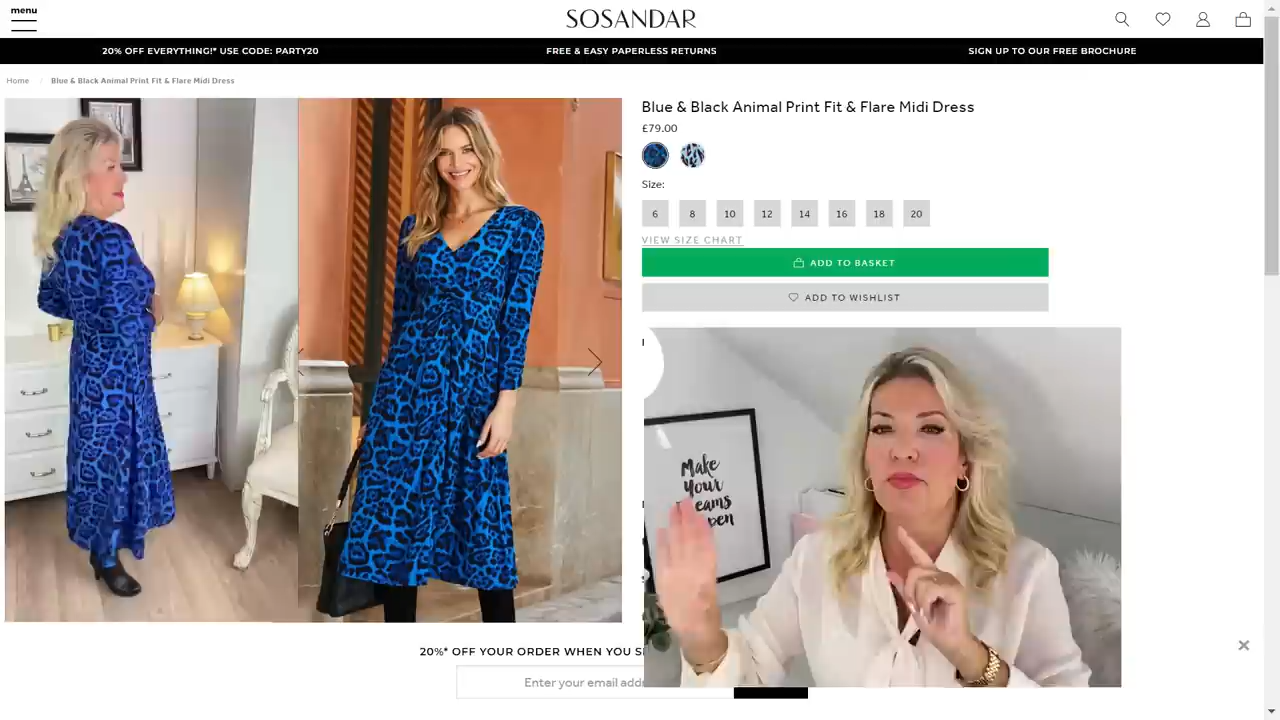 menu
SOSANDAR
20% OFF EVERYTHING!* USE CODE: PARTY20
FREE & EASY PAPERLESS RETURNS
SIGN UP TO OUR FREE BROCHURE
Home / Blue & Black Animal Print Fit & Flare Midi Dress
Blue & Black Animal Print Fit & Flare Midi Dress
£79.00
Size:
6 8 10 12 14 16 18 20
VIEW SIZE CHART
ADD TO BASKET
ADD TO WISHLIST
Make
Your
eams
pen
20%* OFF YOUR ORDER WHEN YOU S
Enter your email addr